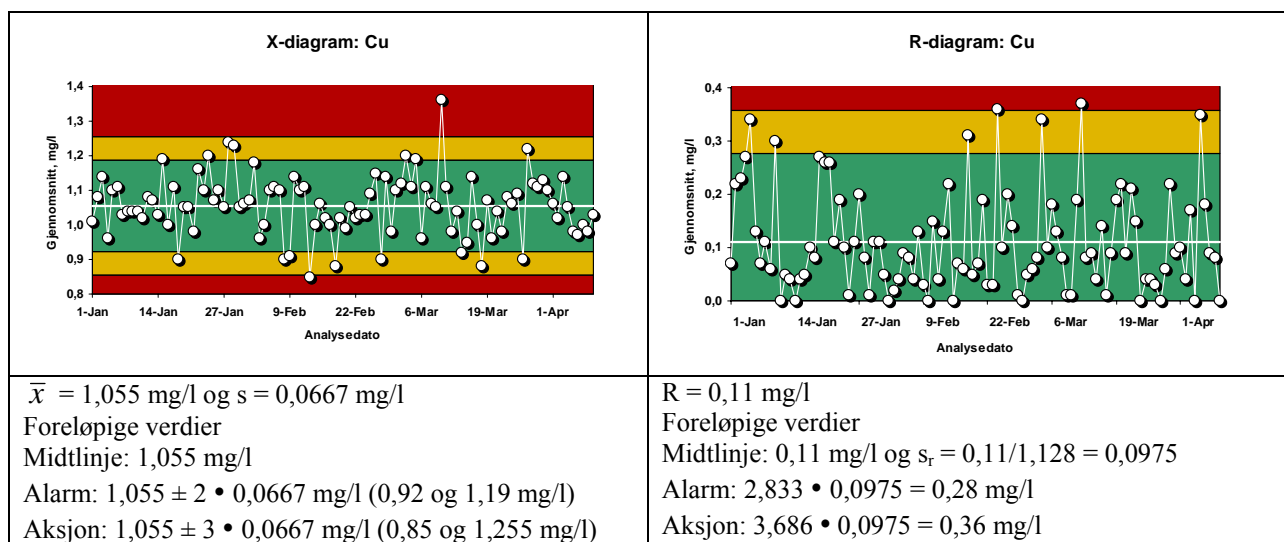 X-diagram: Cu
Gjennomsnitt, mg/l
1,4
1,3
1,2
1,1
1,0
0,9
0,8
1-Jan 14-Jan 27-Jan 9-Feb 22-Feb 6-Mar 19-Mar 1-Apr
Analysedato
R-diagram: Cu
Gjennomsnitt, mg/l
0,4
0,3
0,2
0,1
0,0
1-Jan 14-Jan 27-Jan 9-Feb 22-Feb 6-Mar 19-Mar 1-Apr
Analysedato
x̅ = 1,055 mg/l og s = 0,0667 mg/l
Foreløpige verdier
Midtlinje: 1,055 mg/l
Alarm: 1,055 ± 2 • 0,0667 mg/l (0,92 og 1,19 mg/l)
Aksjon: 1,055 ± 3 • 0,0667 mg/l (0,85 og 1,255 mg/l)
R = 0,11 mg/l
Foreløpige verdier
Midtlinje: 0,11 mg/l og sᵣ = 0,11/1,128 = 0,0975
Alarm: 2,833 • 0,0975 = 0,28 mg/l
Aksjon: 3,686 • 0,0975 = 0,36 mg/l